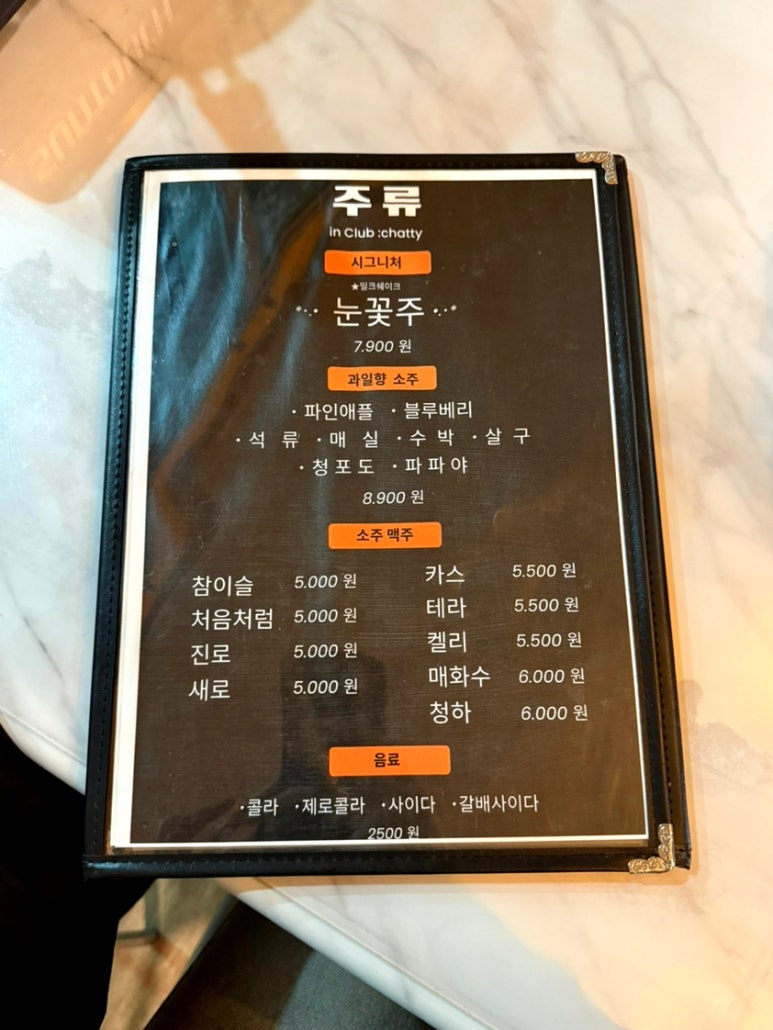 주류
in Club :chatty
시그니처
★밀크쉐이크
눈꽃주
7.900 원
과일향 소주
· 파인애플 · 블루베리
· 석 류 · 매 실 · 수 박 · 살 구
· 청 포 도 · 파 파 야
8.900 원
소주 맥주
참이슬 5.000 원 카스 5.500 원
처음처럼 5.000 원 테라 5.500 원
진로 5.000 원 켈리 5.500 원
새로 5.000 원 매화수 6.000 원
청하 6.000 원
음료
·콜라 ·제로콜라 ·사이다 ·갈배사이다
2500 원